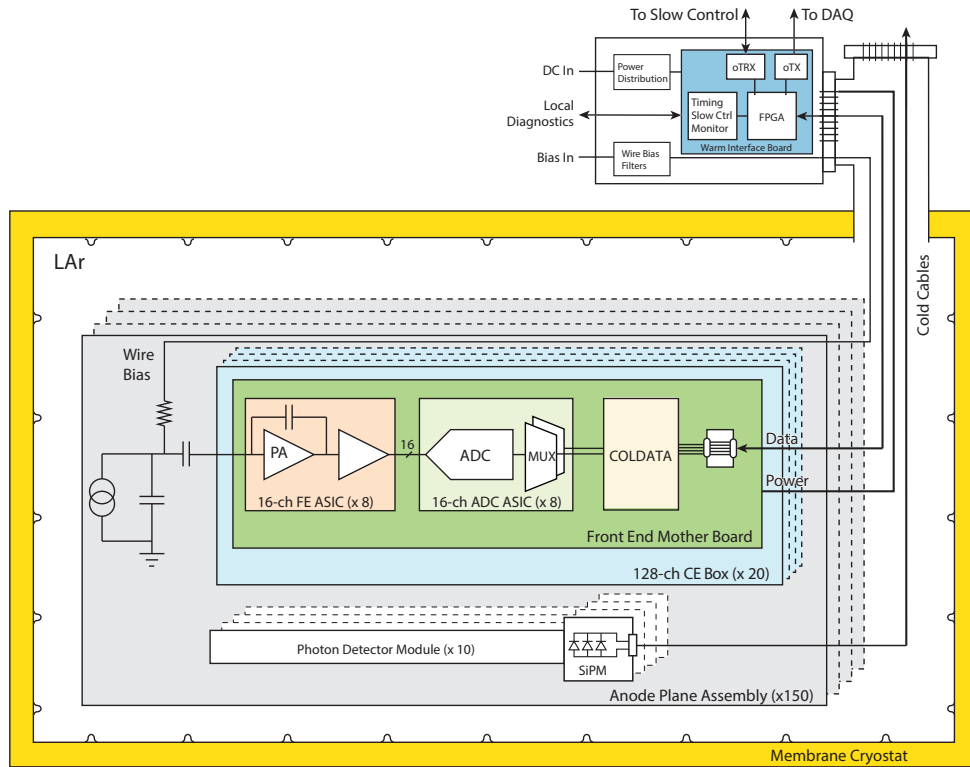 To Slow Control
To DAQ
DC In
Power
Distribution
oTRX
oTX
Local
Diagnostics
Timing
Slow Ctrl
Monitor
FPGA
Warm Interface Board
Bias In
Wire Bias
Filters
LAr
Cold Cables
Wire
Bias
PA
16
ADC
MUX
COLDATA
Data
Power
16-ch FE ASIC (x 8)
16-ch ADC ASIC (x 8)
Front End Mother Board
128-ch CE Box (x 20)
Photon Detector Module (x 10)
SiPM
Anode Plane Assembly (x150)
Membrane Cryostat